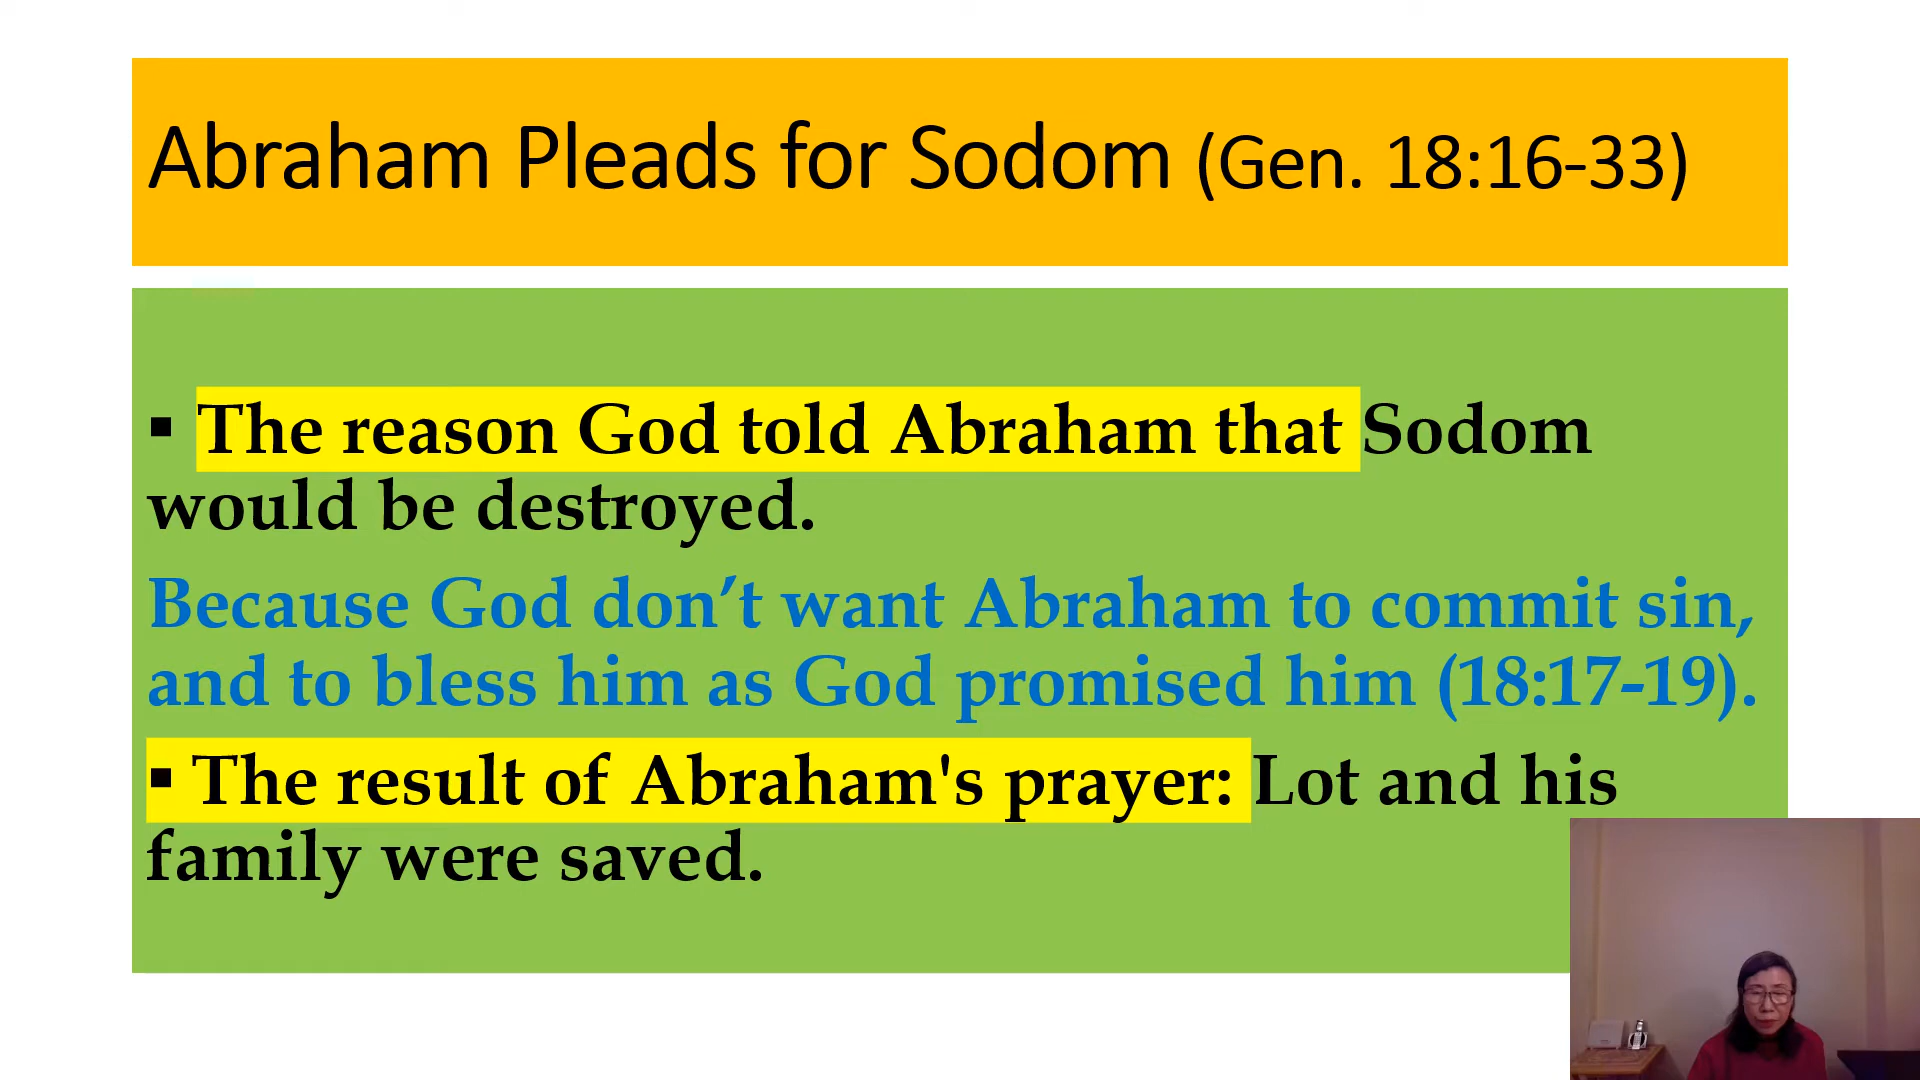 Abraham Pleads for Sodom (Gen. 18:16-33)
▪ The reason God told Abraham that Sodom
would be destroyed.
Because God don’t want Abraham to commit sin,
and to bless him as God promised him (18:17-19).
▪ The result of Abraham's prayer: Lot and his
family were saved.